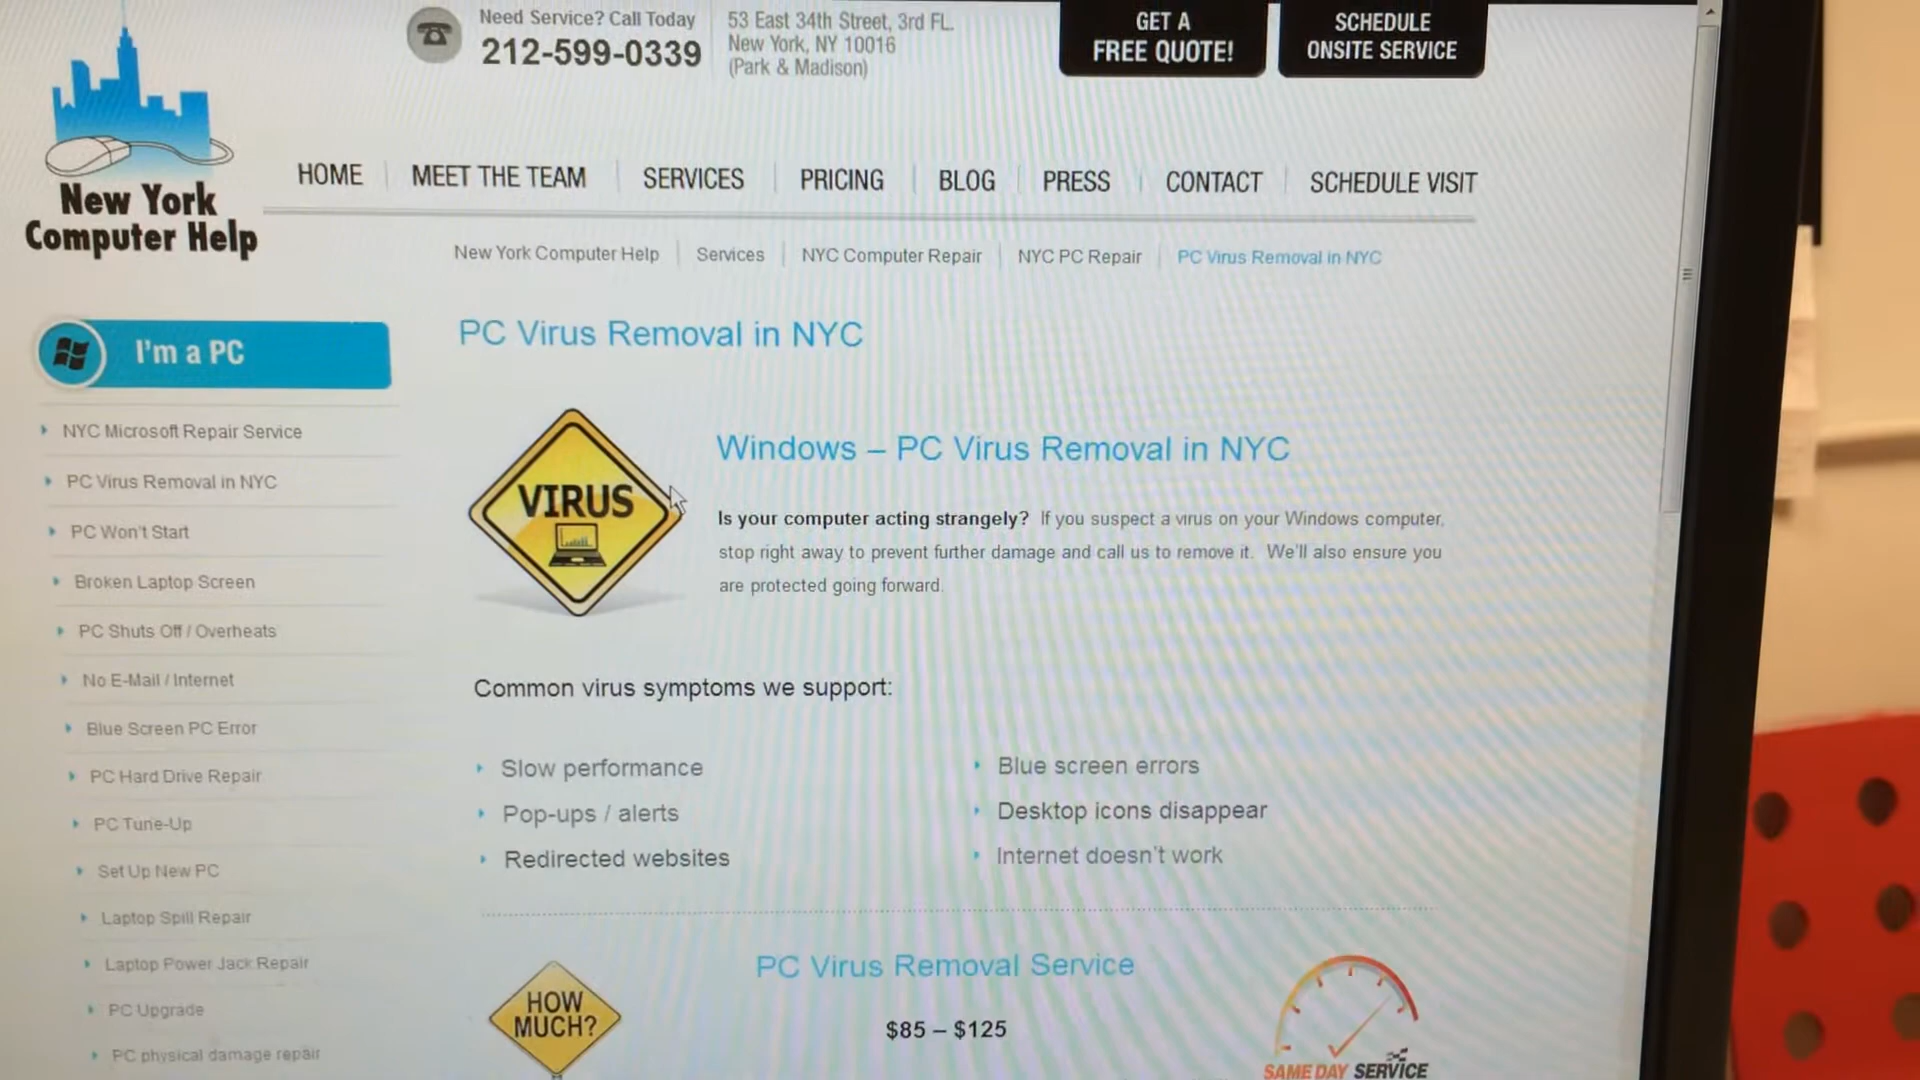 Need Service? Call Today
212-599-0339
53 East 34th Street, 3rd FL.
New York, NY 10016
(Park & Madison)
GET A
FREE QUOTE!
SCHEDULE
ONSITE SERVICE
New York
Computer Help
HOME
MEET THE TEAM
SERVICES
PRICING
BLOG
PRESS
CONTACT
SCHEDULE VISIT
New York Computer Help
Services
NYC Computer Repair
NYC PC Repair
PC Virus Removal in NYC
I'm a PC
NYC Microsoft Repair Service
PC Virus Removal in NYC
PC Won't Start
Broken Laptop Screen
PC Shuts Off / Overheats
No E-Mail / Internet
Blue Screen PC Error
PC Hard Drive Repair
PC Tune-Up
Set Up New PC
Laptop Spill Repair
Laptop Power Jack Repair
PC Upgrade
PC physical damage repair
PC Virus Removal in NYC
VIRUS
Windows – PC Virus Removal in NYC
Is your computer acting strangely? If you suspect a virus on your Windows computer,
stop right away to prevent further damage and call us to remove it. We'll also ensure you
are protected going forward.
Common virus symptoms we support:
Slow performance
Pop-ups / alerts
Redirected websites
Blue screen errors
Desktop icons disappear
Internet doesn't work
HOW
MUCH?
PC Virus Removal Service
$85 – $125
SAME DAY SERVICE